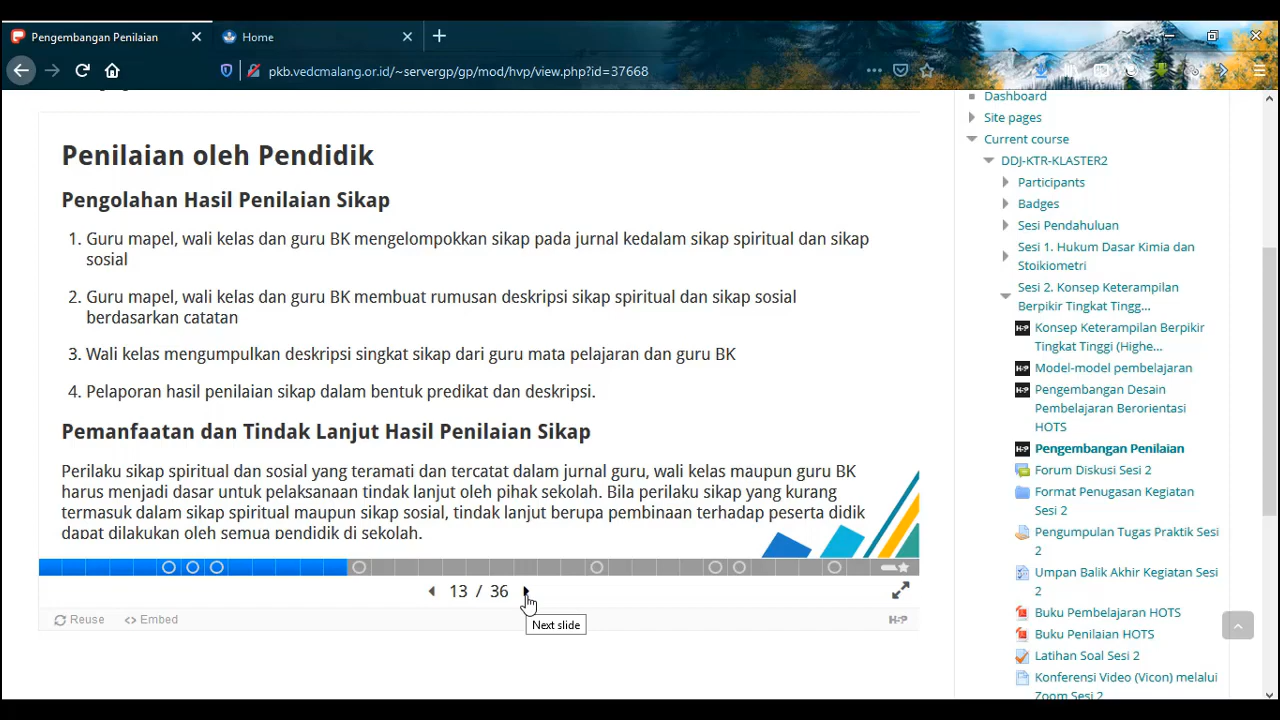 Pengembangan Penilaian
Home
pkb.vedcmalang.or.id/~servergp/gp/mod/hvp/view.php?id=37668
Penilaian oleh Pendidik
Pengolahan Hasil Penilaian Sikap
1. Guru mapel, wali kelas dan guru BK mengelompokkan sikap pada jurnal kedalam sikap spiritual dan sikap
sosial
2. Guru mapel, wali kelas dan guru BK membuat rumusan deskripsi sikap spiritual dan sikap sosial
berdasarkan catatan
3. Wali kelas mengumpulkan deskripsi singkat sikap dari guru mata pelajaran dan guru BK
4. Pelaporan hasil penilaian sikap dalam bentuk predikat dan deskripsi.
Pemanfaatan dan Tindak Lanjut Hasil Penilaian Sikap
Perilaku sikap spiritual dan sosial yang teramati dan tercatat dalam jurnal guru, wali kelas maupun guru BK
harus menjadi dasar untuk pelaksanaan tindak lanjut oleh pihak sekolah. Bila perilaku sikap yang kurang
termasuk dalam sikap spiritual maupun sikap sosial, tindak lanjut berupa pembinaan terhadap peserta didik
dapat dilakukan oleh semua pendidik di sekolah.
13 / 36
Next slide
Reuse
Embed
H5P
Dashboard
Site pages
Current course
DDJ-KTR-KLASTER2
Participants
Badges
Sesi Pendahuluan
Sesi 1. Hukum Dasar Kimia dan
Stoikiometri
Sesi 2. Konsep Keterampilan
Berpikir Tingkat Tingg...
H5P
Konsep Keterampilan Berpikir
Tingkat Tinggi (Highe...
H5P
Model-model pembelajaran
H5P
Pengembangan Desain
Pembelajaran Berorientasi
HOTS
H5P
Pengembangan Penilaian
Forum Diskusi Sesi 2
Format Penugasan Kegiatan
Sesi 2
Pengumpulan Tugas Praktik Sesi
2
Umpan Balik Akhir Kegiatan Sesi
2
Buku Pembelajaran HOTS
Buku Penilaian HOTS
Latihan Soal Sesi 2
Konferensi Video (Vicon) melalui
Zoom Sesi 2